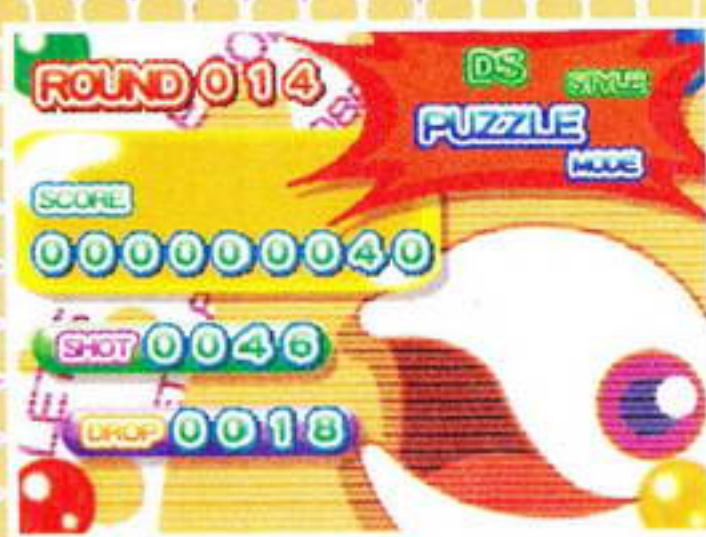 ROUND 014
DS
STYLE
PUZZLE
MODE
SCORE
0000000040
SHOT 0046
DROP 0018